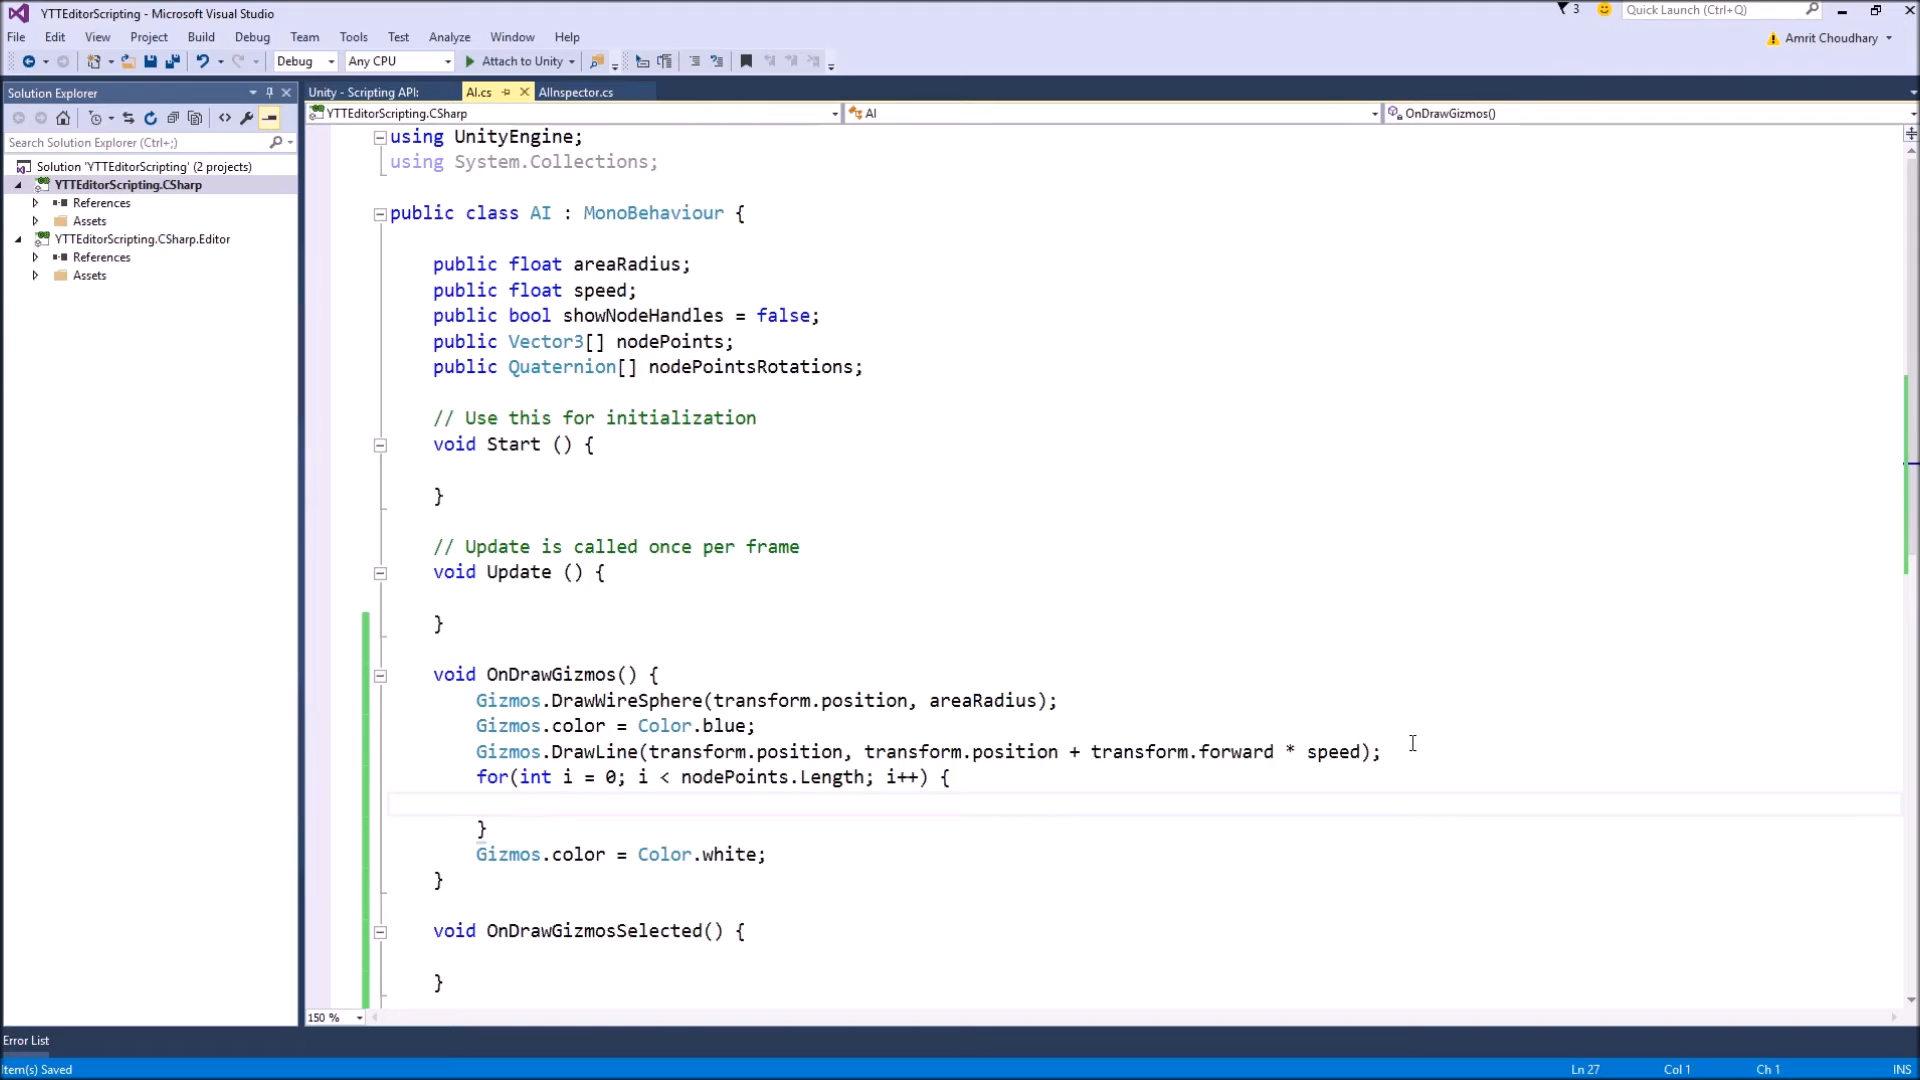 YTTEditorScripting - Microsoft Visual Studio
3
Quick Launch (Ctrl+Q)
File Edit View Project Build Debug Team Tools Test Analyze Window Help
Amrit Choudhary
Debug Any CPU Attach to Unity
Solution Explorer
Unity - Scripting API: AI.cs AIInspector.cs
YTTEditorScripting.CSharp AI OnDrawGizmos()
Search Solution Explorer (Ctrl+;)
Solution 'YTTEditorScripting' (2 projects)
YTTEditorScripting.CSharp
References
Assets
YTTEditorScripting.CSharp.Editor
References
Assets
using UnityEngine;
using System.Collections;
public class AI : MonoBehaviour {
public float areaRadius;
public float speed;
public bool showNodeHandles = false;
public Vector3[] nodePoints;
public Quaternion[] nodePointsRotations;
// Use this for initialization
void Start () {
}
// Update is called once per frame
void Update () {
}
void OnDrawGizmos() {
Gizmos.DrawWireSphere(transform.position, areaRadius);
Gizmos.color = Color.blue;
Gizmos.DrawLine(transform.position, transform.position + transform.forward * speed);
for(int i = 0; i < nodePoints.Length; i++) {
}
Gizmos.color = Color.white;
}
void OnDrawGizmosSelected() {
}
150 %
Error List
Item(s) Saved Ln 27 Col 1 Ch 1 INS